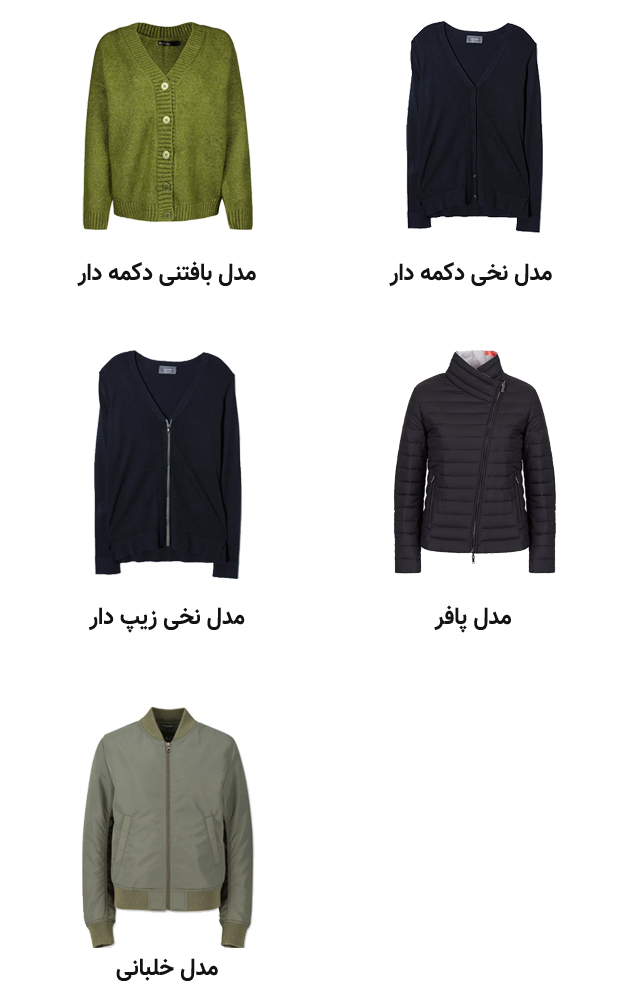 مدل نخی دکمه دار
مدل بافتنی دکمه دار
مدل پافر
مدل نخی زیپ دار
مدل خلبانی